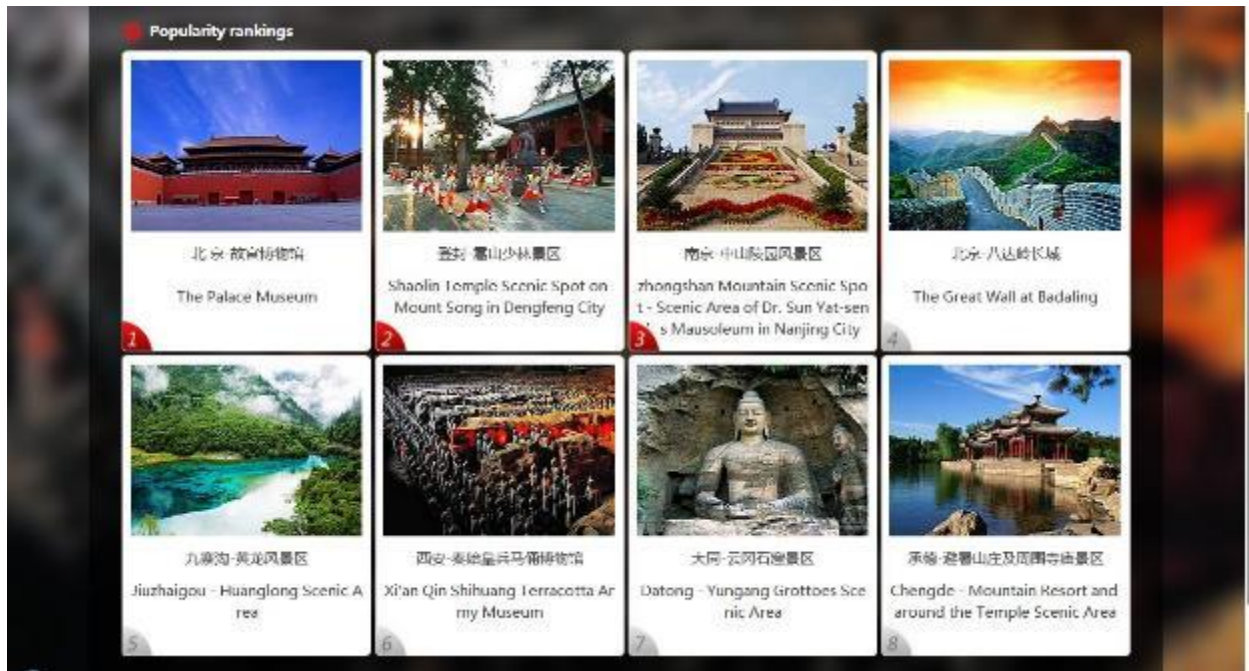 Popularity rankings
北京-故宫博物馆
The Palace Museum
1
登封-嵩山少林景区
Shaolin Temple Scenic Spot on
Mount Song in Dengfeng City
2
南京-中山陵园风景区
zhongshan Mountain Scenic Spo
t - Scenic Area of Dr. Sun Yat-sen
' s Mausoleum in Nanjing City
3
北京-八达岭长城
The Great Wall at Badaling
4
九寨沟-黄龙风景区
Jiuzhaigou - Huanglong Scenic A
rea
5
西安-秦始皇兵马俑博物馆
Xi'an Qin Shihuang Terracotta Ar
my Museum
6
大同-云冈石窟景区
Datong - Yungang Grottoes Sce
nic Area
7
承德-避暑山庄及周围寺庙景区
Chengde - Mountain Resort and
around the Temple Scenic Area
8